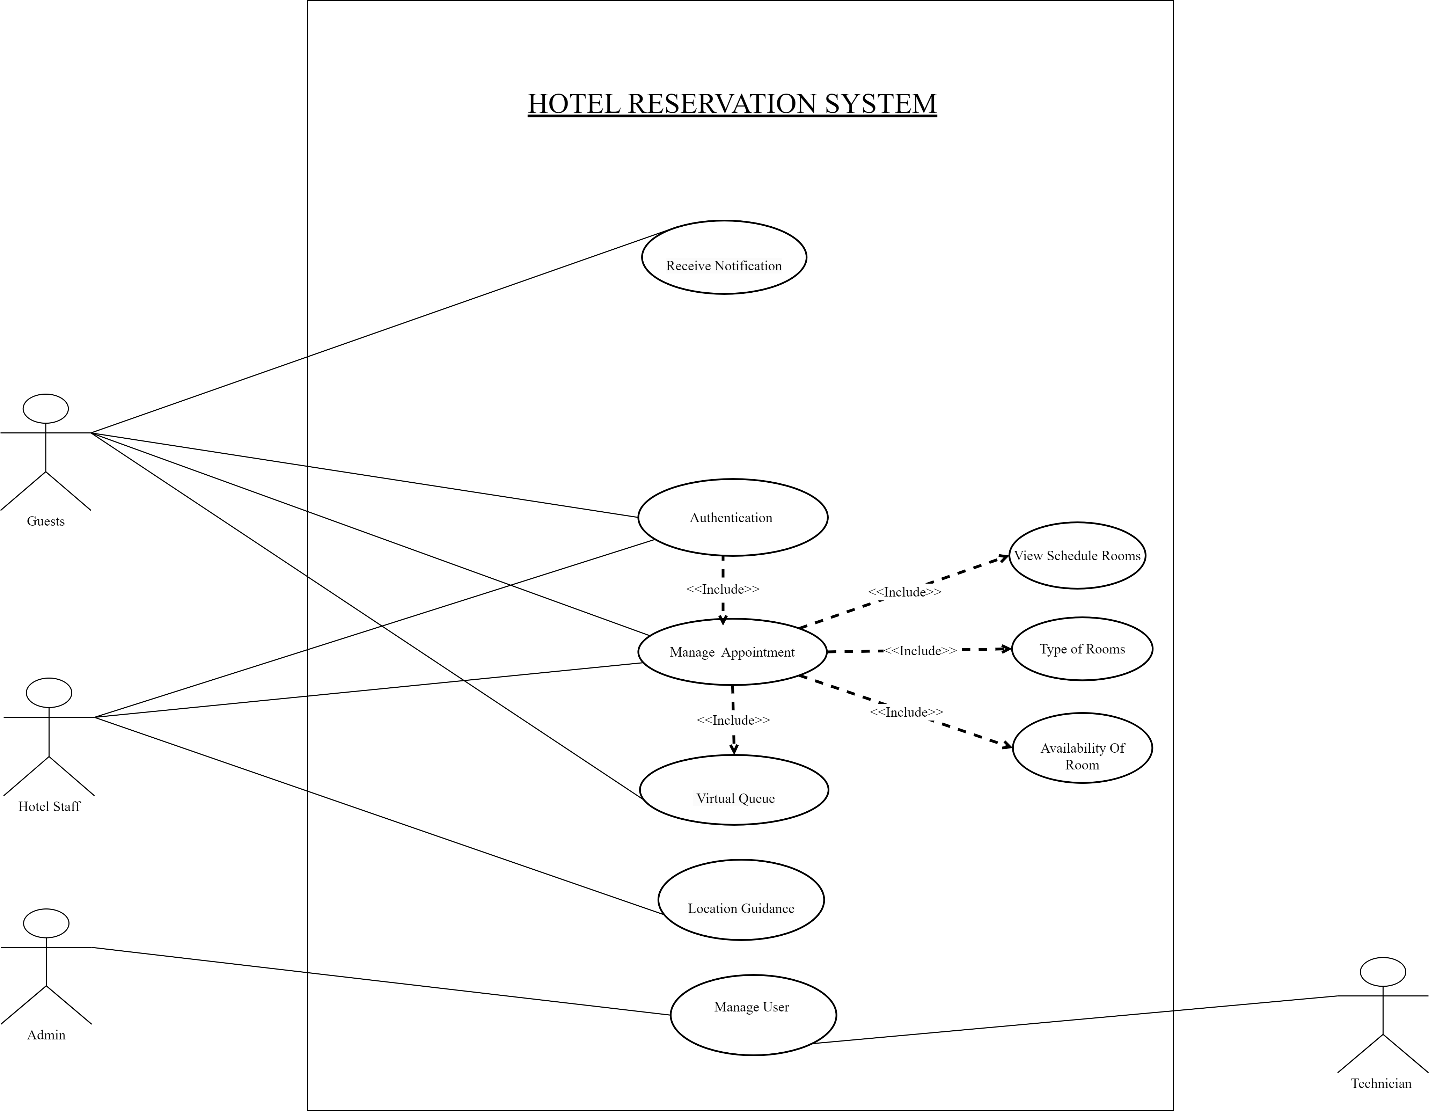 HOTEL RESERVATION SYSTEM
Receive Notification
Guests
Authentication
<<Include>>
View Schedule Rooms
<<Include>>
Manage  Appointment
<<Include>>
Type of Rooms
<<Include>>
<<Include>>
Availability Of
Room
Virtual Queue
Hotel Staff
Location Guidance
Manage User
Admin
Technician